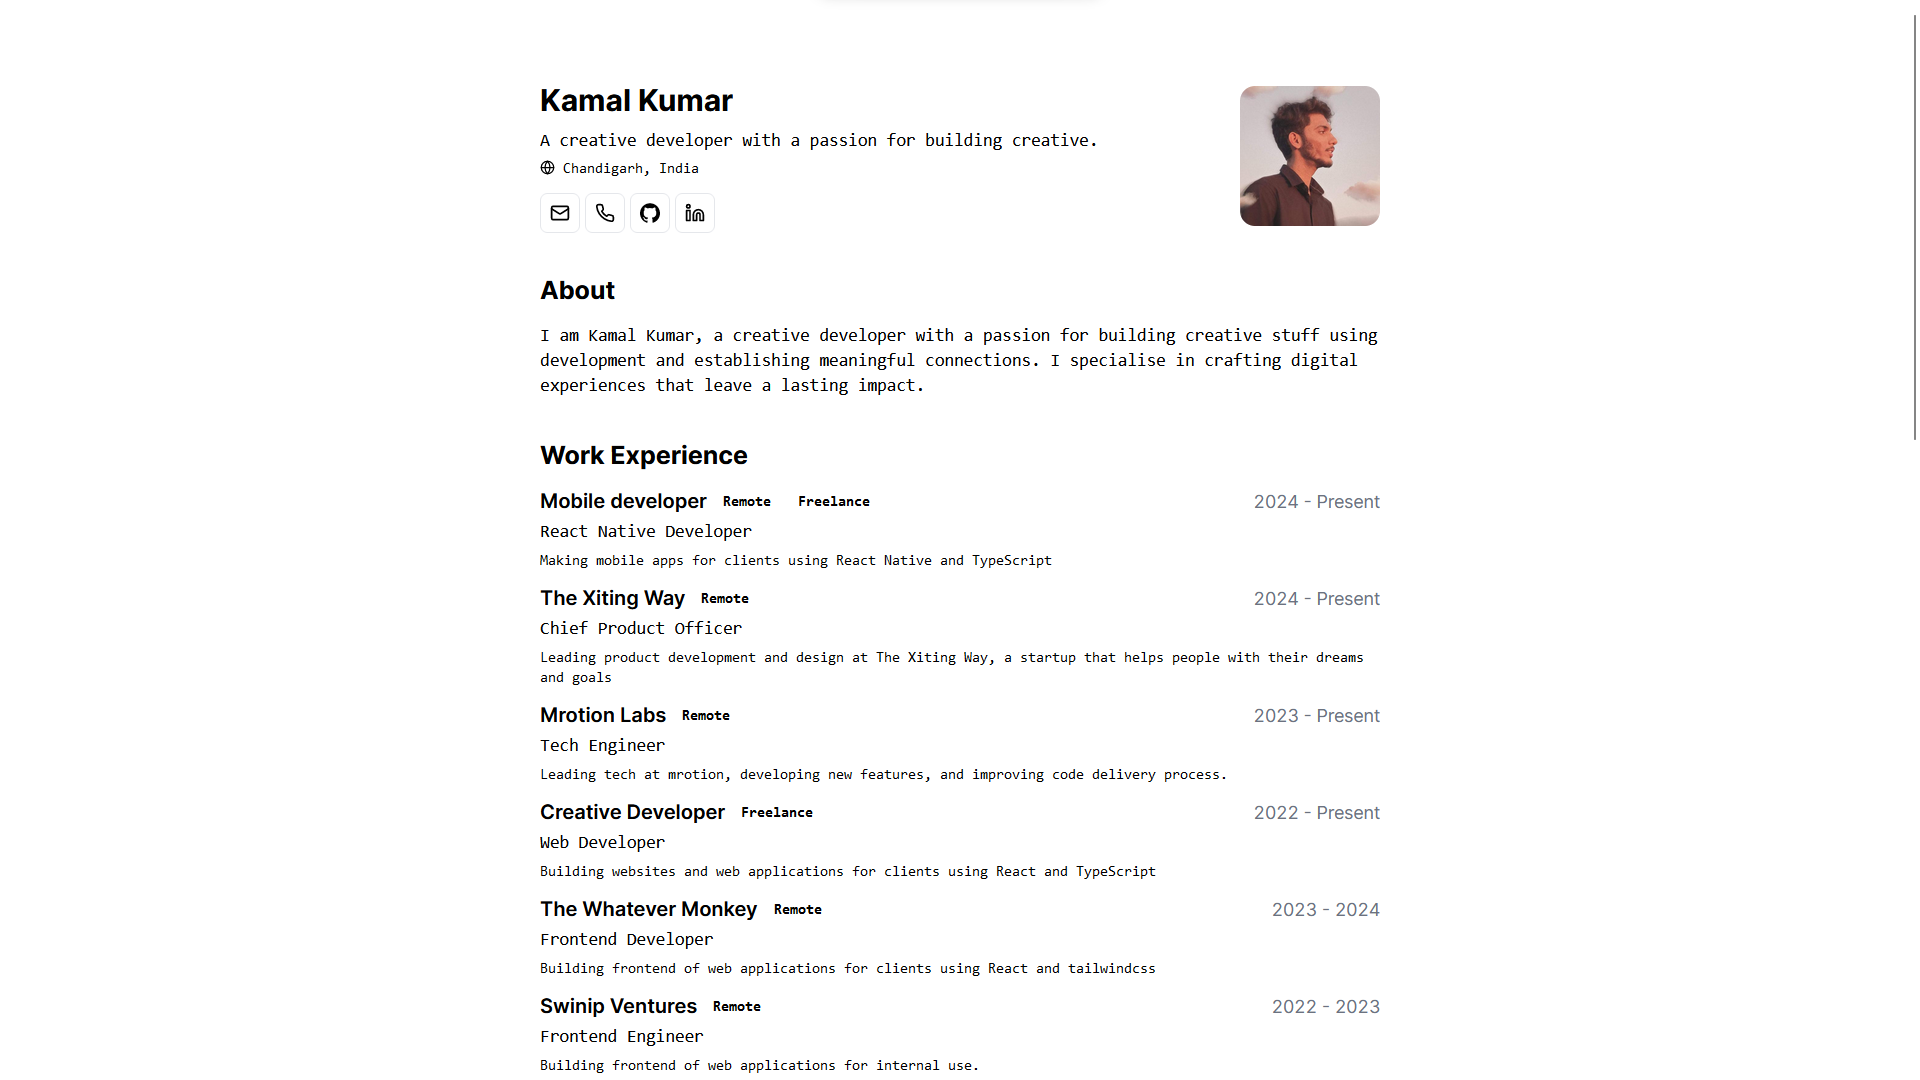 Kamal Kumar
A creative developer with a passion for building creative.
Chandigarh, India
About
I am Kamal Kumar, a creative developer with a passion for building creative stuff using
development and establishing meaningful connections. I specialise in crafting digital
experiences that leave a lasting impact.
Work Experience
Mobile developer Remote Freelance 2024 - Present
React Native Developer
Making mobile apps for clients using React Native and TypeScript
The Xiting Way Remote 2024 - Present
Chief Product Officer
Leading product development and design at The Xiting Way, a startup that helps people with their dreams
and goals
Mrotion Labs Remote 2023 - Present
Tech Engineer
Leading tech at mrotion, developing new features, and improving code delivery process.
Creative Developer Freelance 2022 - Present
Web Developer
Building websites and web applications for clients using React and TypeScript
The Whatever Monkey Remote 2023 - 2024
Frontend Developer
Building frontend of web applications for clients using React and tailwindcss
Swinip Ventures Remote 2022 - 2023
Frontend Engineer
Building frontend of web applications for internal use.